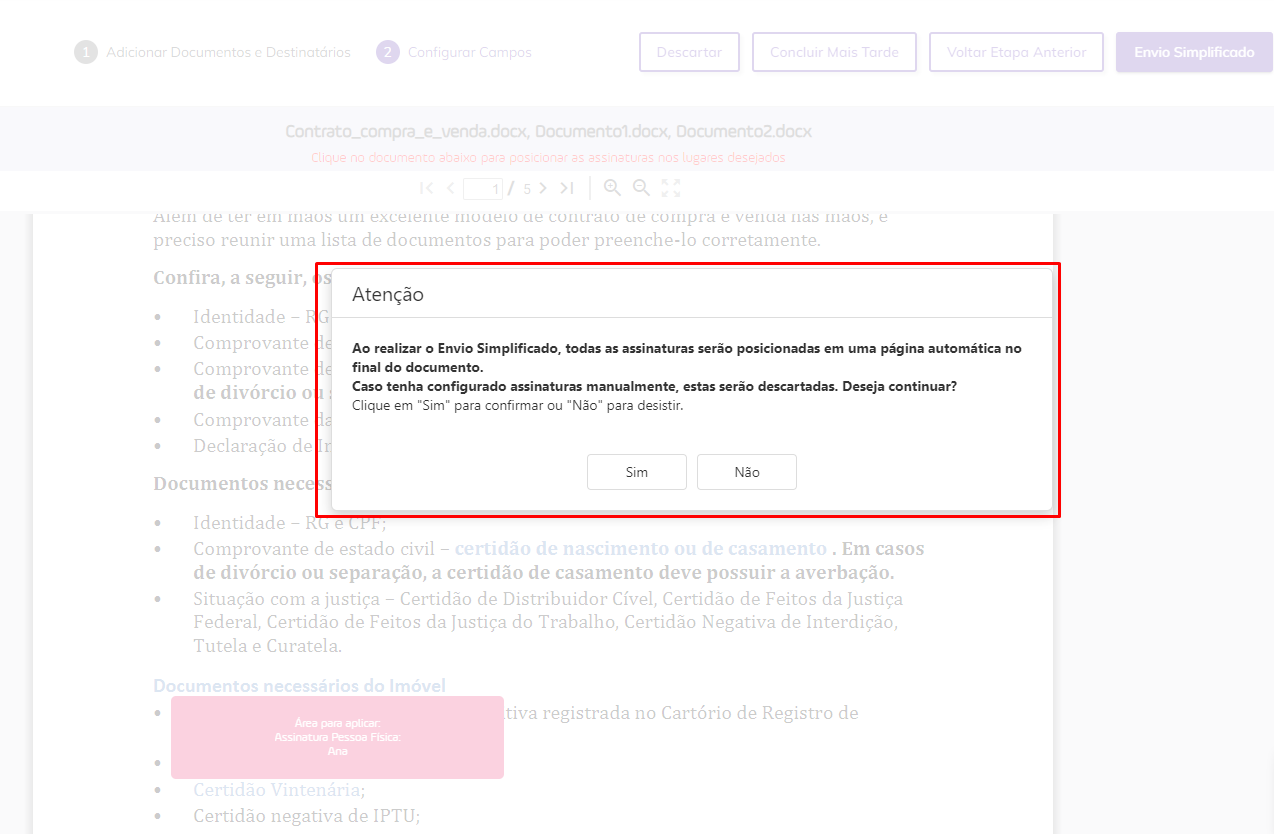 1 Adicionar Documentos e Destinatários
2 Configurar Campos
Descartar
Concluir Mais Tarde
Voltar Etapa Anterior
Envio Simplificado
Contrato_compra_e_venda.docx, Documento1.docx, Documento2.docx
Clique no documento abaixo para posicionar as assinaturas nos lugares desejados
1 / 5
Além de ter em mãos um excelente modelo de contrato de compra e venda nas mãos, é
preciso reunir uma lista de documentos para poder preenche-lo corretamente.
Confira, a seguir, os
Atenção
Ao realizar o Envio Simplificado, todas as assinaturas serão posicionadas em uma página automática no
final do documento.
Caso tenha configurado assinaturas manualmente, estas serão descartadas. Deseja continuar?
Clique em "Sim" para confirmar ou "Não" para desistir.
Sim
Não
• Identidade – RG
• Comprovante de
• Comprovante de
de divórcio ou
• Comprovante da
• Declaração de
Documentos
• Identidade – RG e CPF;
• Comprovante de estado civil – certidão de nascimento ou de casamento . Em casos
de divórcio ou separação, a certidão de casamento deve possuir a averbação.
• Situação com a justiça – Certidão de Distribuidor Cível, Certidão de Feitos da Justiça
Federal, Certidão de Feitos da Justiça do Trabalho, Certidão Negativa de Interdição,
Tutela e Curatela.
Documentos necessários do Imóvel
• registrada no Cartório de Registro de
Área para aplicar:
Assinatura Pessoa Física:
Ana
•
• Certidão Vintenária;
• Certidão negativa de IPTU;